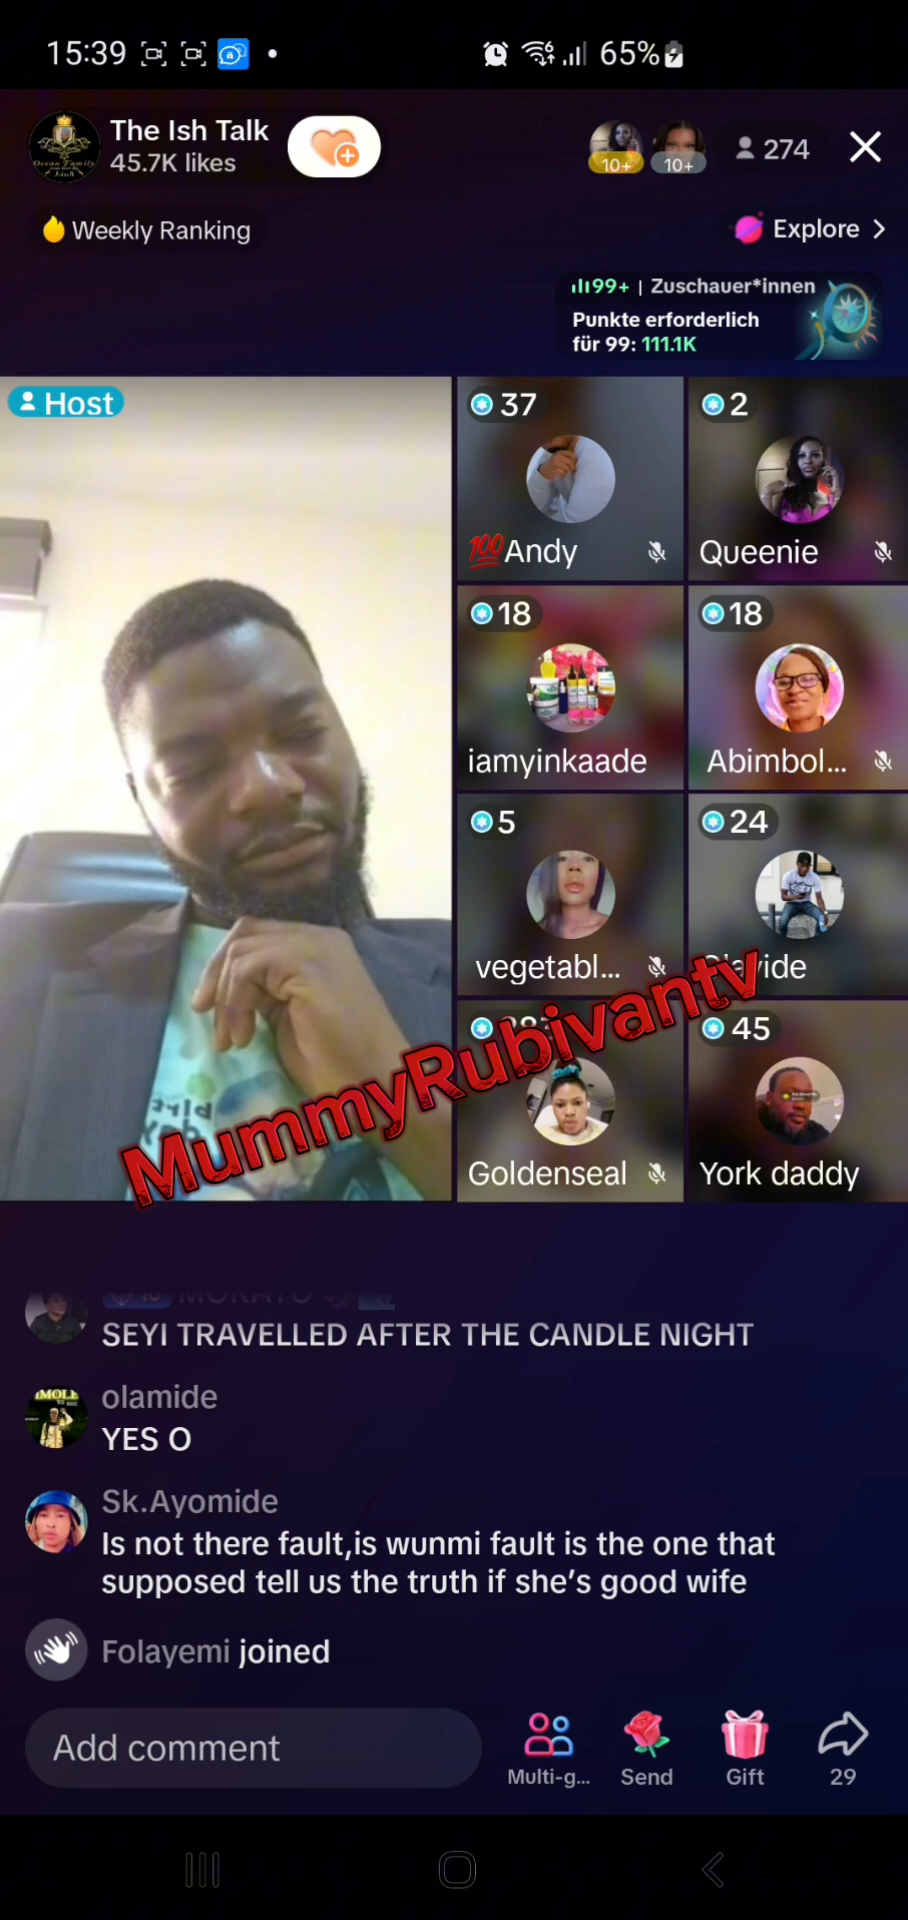 15:39
65%
The Ish Talk
45.7K likes
10+
10+
274
Weekly Ranking
Explore >
99+ | Zuschauer*innen
Punkte erforderlich
für 99: 111.1K
Host
37
2
💯Andy
Queenie
18
18
iamyinkaade
Abimbol...
5
24
vegetabl...
45
Goldenseal
York daddy
MummyRubivantv
SEYI TRAVELLED AFTER THE CANDLE NIGHT
olamide
YES O
Sk.Ayomide
Is not there fault,is wunmi fault is the one that
supposed tell us the truth if she's good wife
Folayemi joined
Add comment
Multi-g...
Send
Gift
29